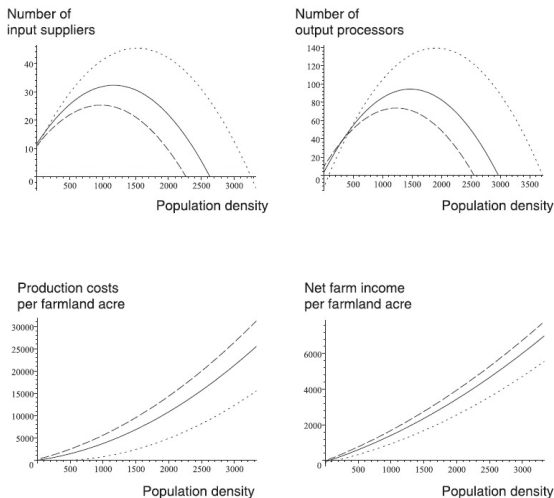 Number of
input suppliers
40
30
20
10
0
500 1000 1500 2000 2500 3000
Population density
Number of
output processors
140
120
100
80
60
40
20
0
500 1000 1500 2000 2500 3000 3500
Population density
Production costs
per farmland acre
30000
25000
20000
15000
10000
5000
0
500 1000 1500 2000 2500 3000
Population density
Net farm income
per farmland acre
6000
4000
2000
0
500 1000 1500 2000 2500 3000
Population density